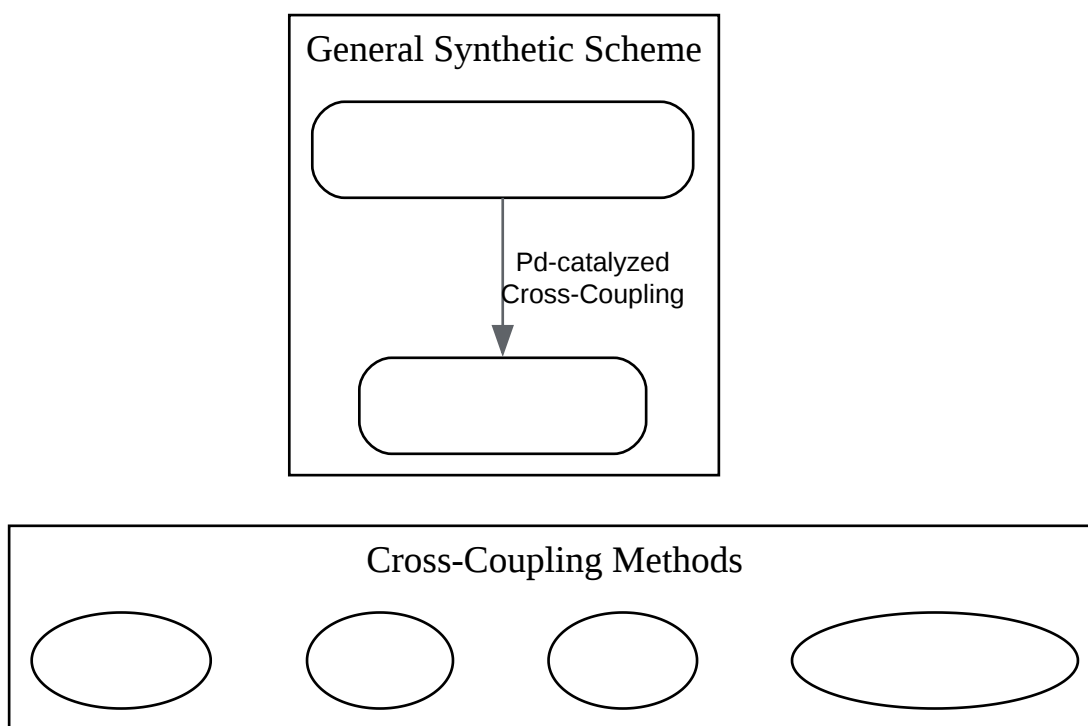 General Synthetic Scheme
Pd-catalyzed
Cross-Coupling
Cross-Coupling Methods